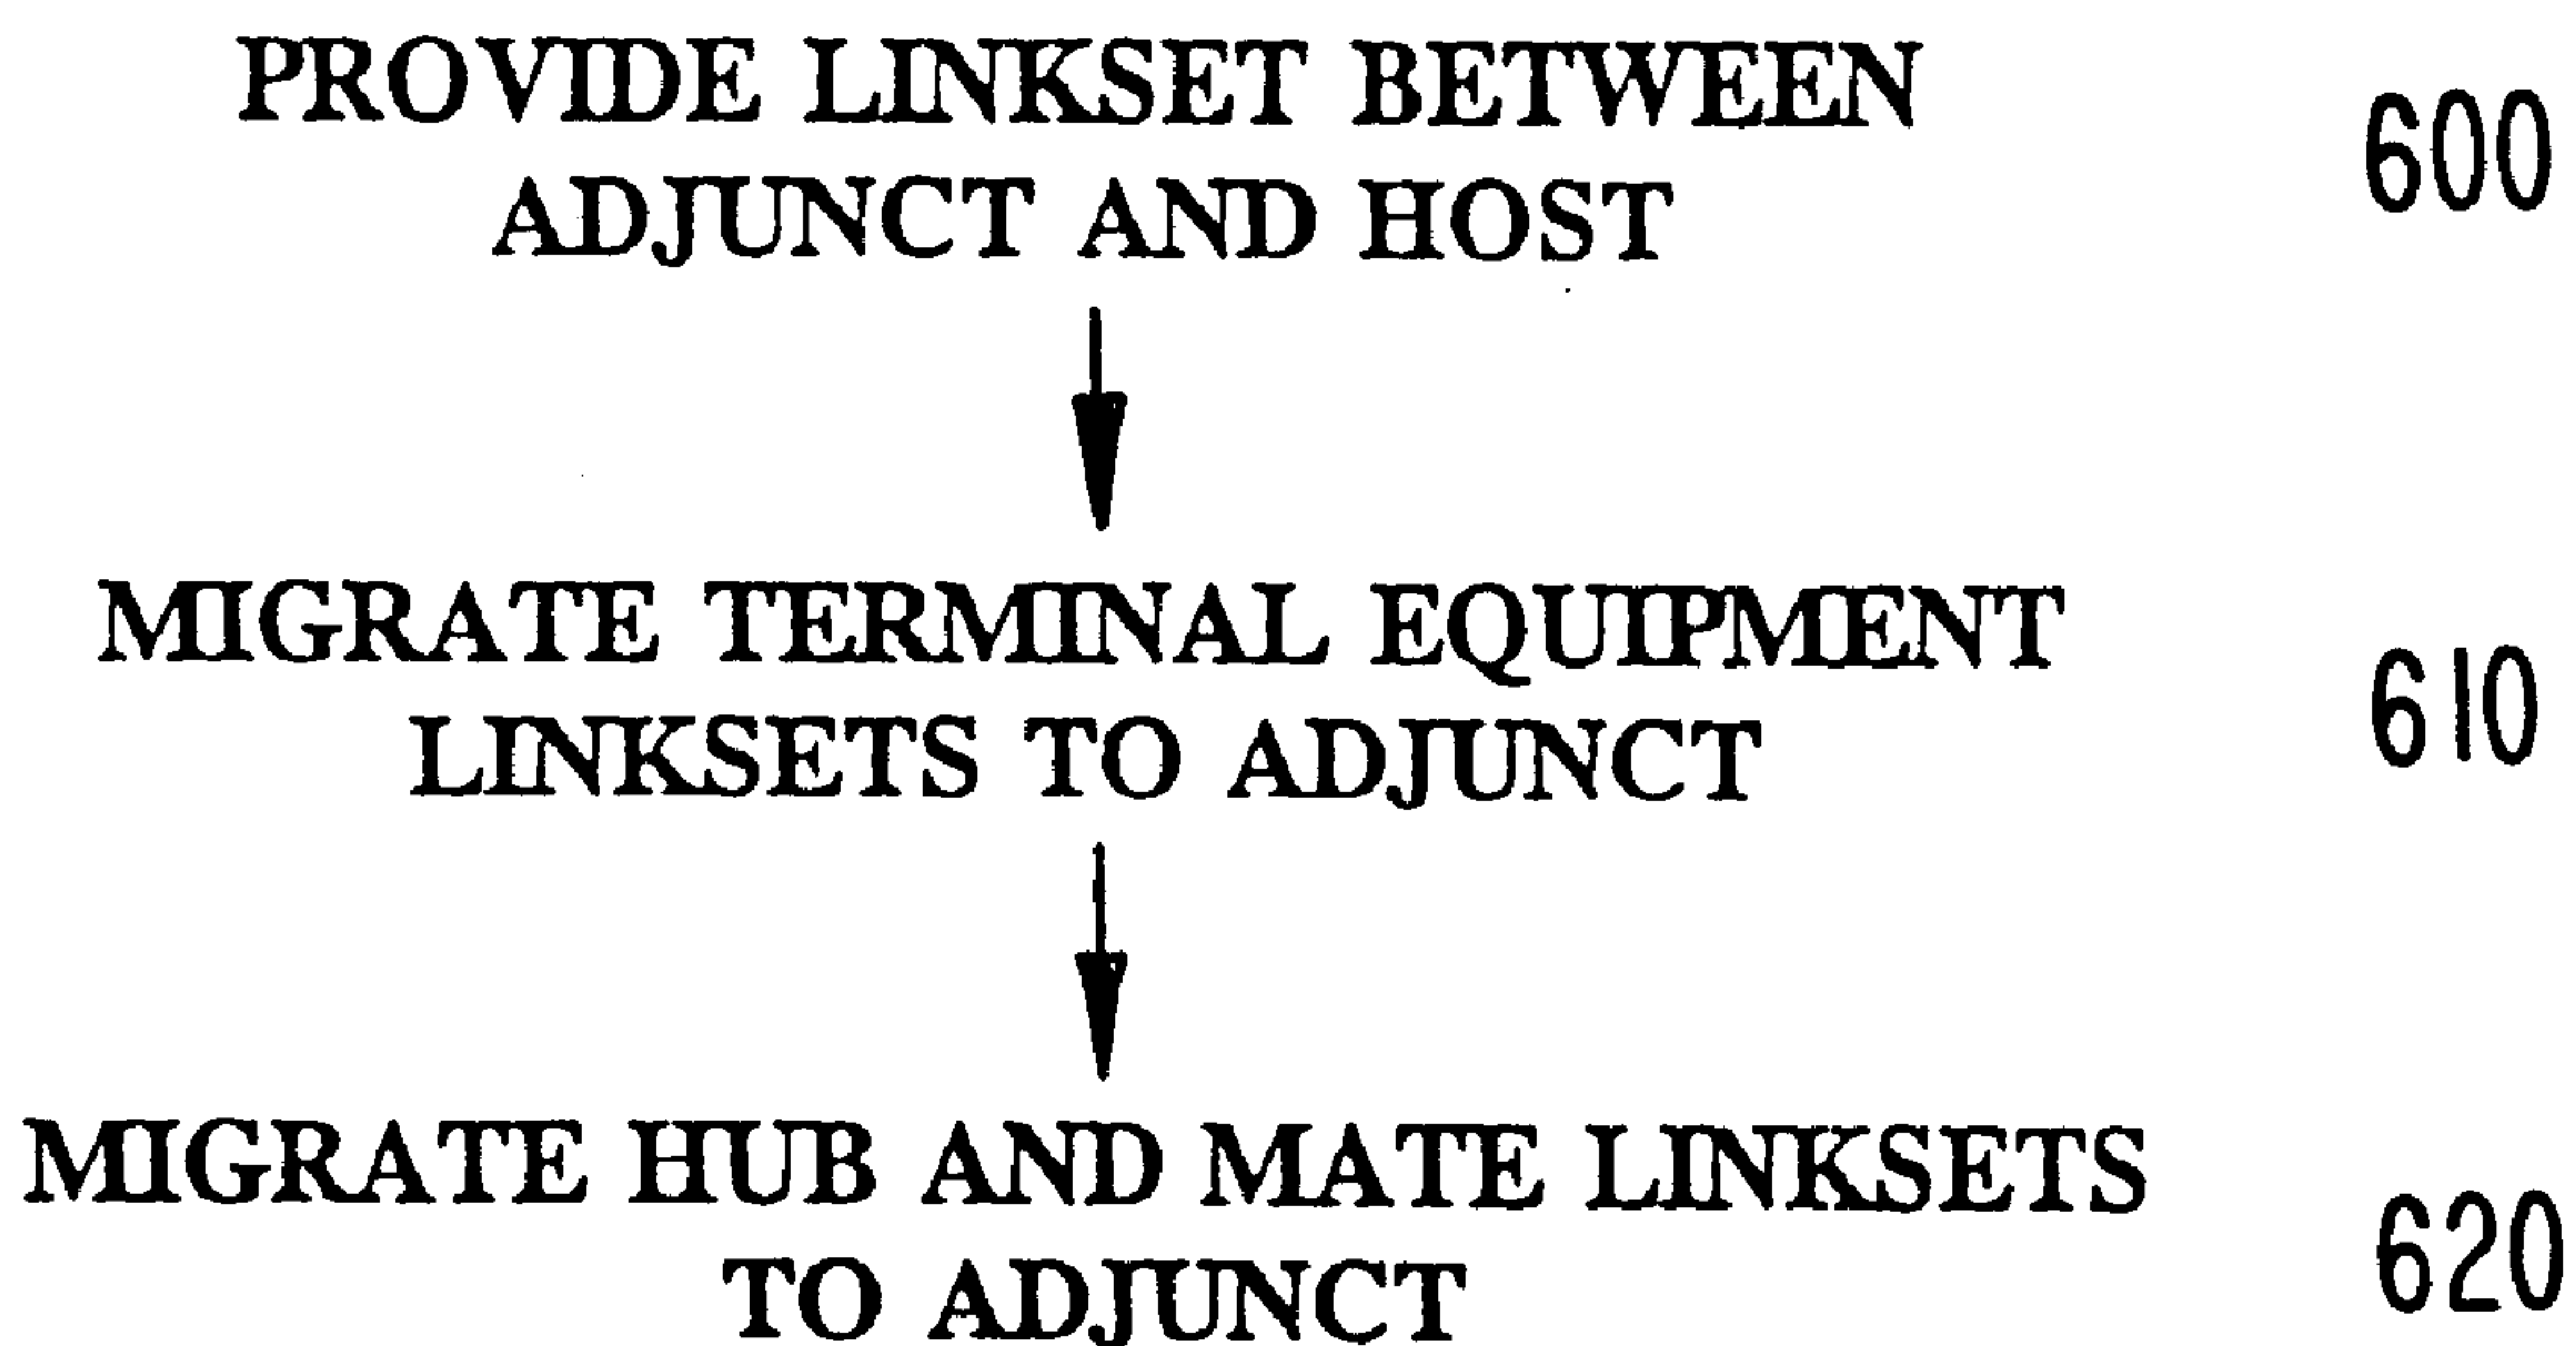 PROVIDE LINKSET BETWEEN
ADJUNCT AND HOST
600
MIGRATE TERMINAL EQUIPMENT
LINKSETS TO ADJUNCT
610
MIGRATE HUB AND MATE LINKSETS
TO ADJUNCT
620